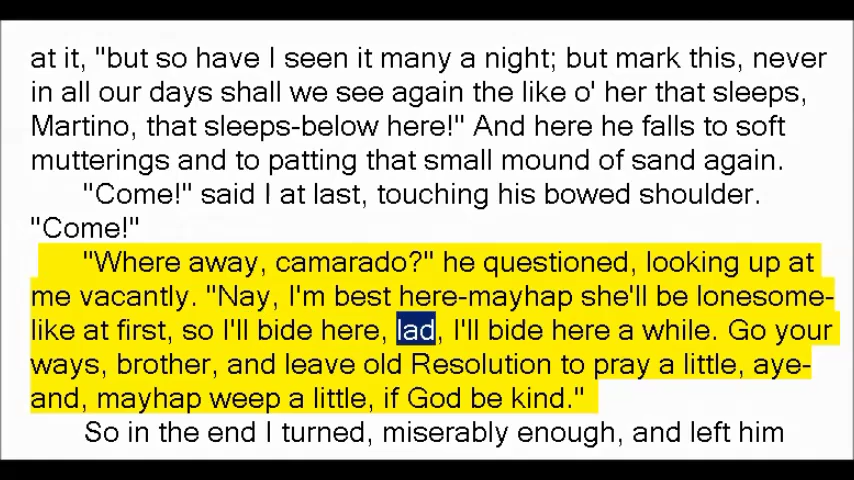 at it, "but so have I seen it many a night; but mark this, never
in all our days shall we see again the like o' her that sleeps,
Martino, that sleeps-below here!" And here he falls to soft
mutterings and to patting that small mound of sand again.
"Come!" said I at last, touching his bowed shoulder.
"Come!"
"Where away, camarado?" he questioned, looking up at
me vacantly. "Nay, I'm best here-mayhap she'll be lonesome-
like at first, so I'll bide here, lad, I'll bide here a while. Go your
ways, brother, and leave old Resolution to pray a little, aye-
and, mayhap weep a little, if God be kind."
So in the end I turned, miserably enough, and left him